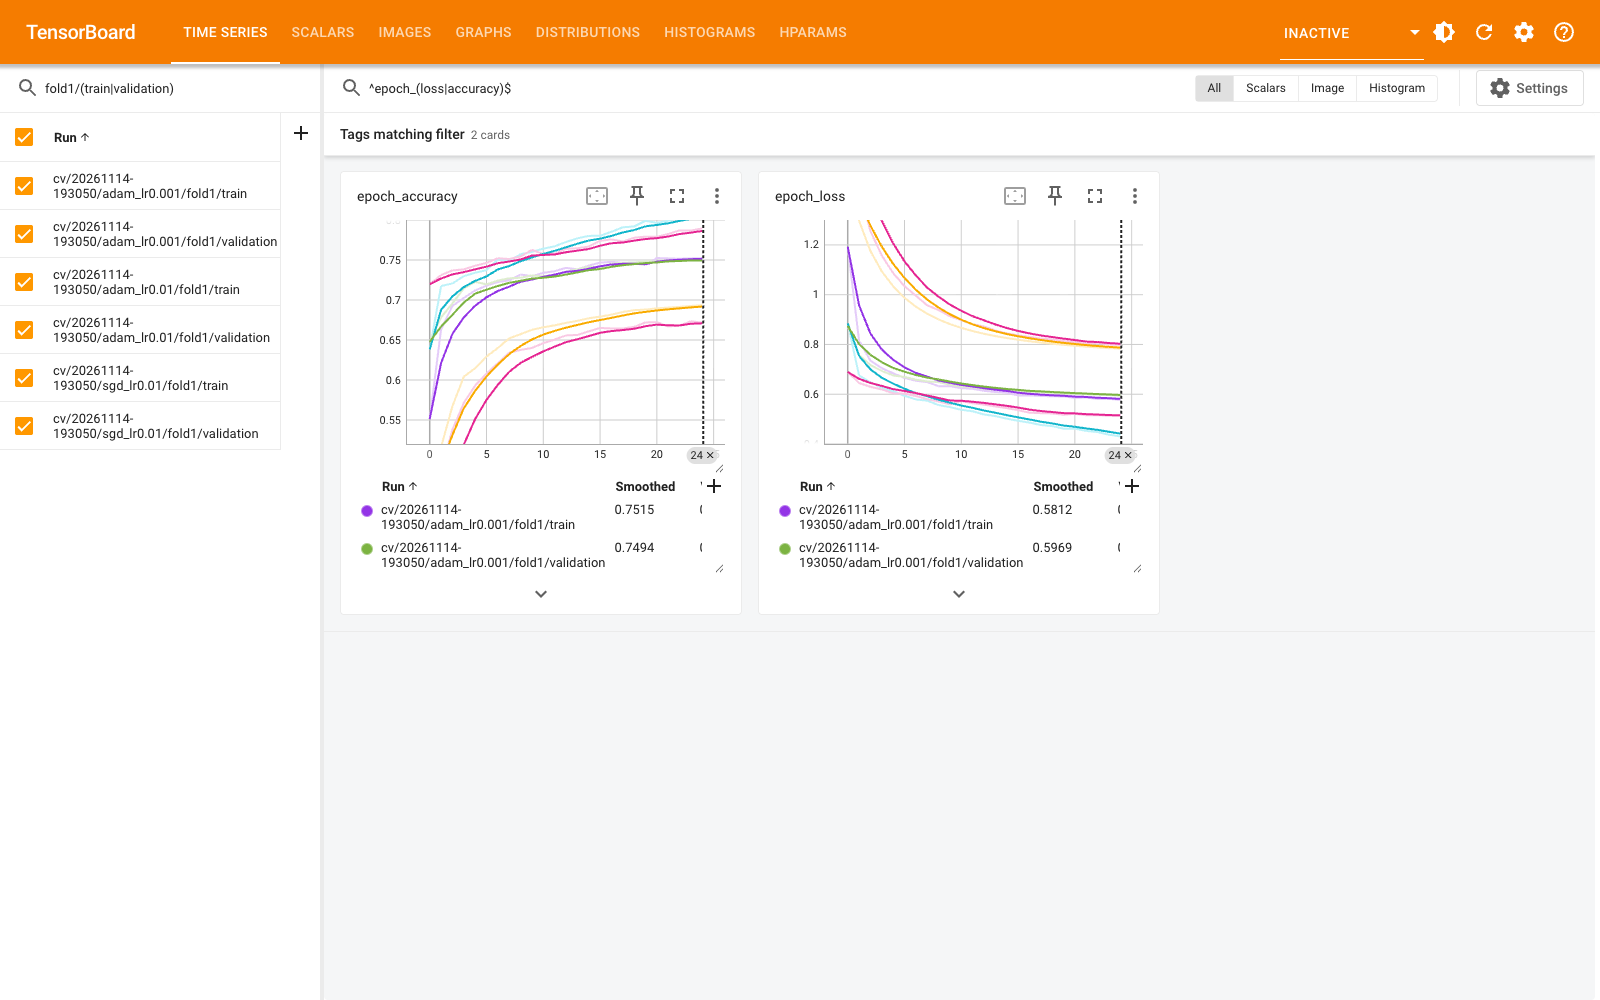 TensorBoard
TIME SERIES
SCALARS
IMAGES
GRAPHS
DISTRIBUTIONS
HISTOGRAMS
HPARAMS
INACTIVE
fold1/(train|validation)
^epoch_(loss|accuracy)$
All
Scalars
Image
Histogram
Settings
Run
Tags matching filter 2 cards
cv/20261114-
193050/adam_lr0.001/fold1/train
cv/20261114-
193050/adam_lr0.001/fold1/validation
cv/20261114-
193050/adam_lr0.01/fold1/train
cv/20261114-
193050/adam_lr0.01/fold1/validation
cv/20261114-
193050/sgd_lr0.01/fold1/train
cv/20261114-
193050/sgd_lr0.01/fold1/validation
epoch_accuracy
0.75
0.7
0.65
0.6
0.55
0
5
10
15
20
24
Run
Smoothed
cv/20261114-
193050/adam_lr0.001/fold1/train
0.7515
cv/20261114-
193050/adam_lr0.001/fold1/validation
0.7494
epoch_loss
1.2
1
0.8
0.6
0.4
0
5
10
15
20
24
Run
Smoothed
cv/20261114-
193050/adam_lr0.001/fold1/train
0.5812
cv/20261114-
193050/adam_lr0.001/fold1/validation
0.5969